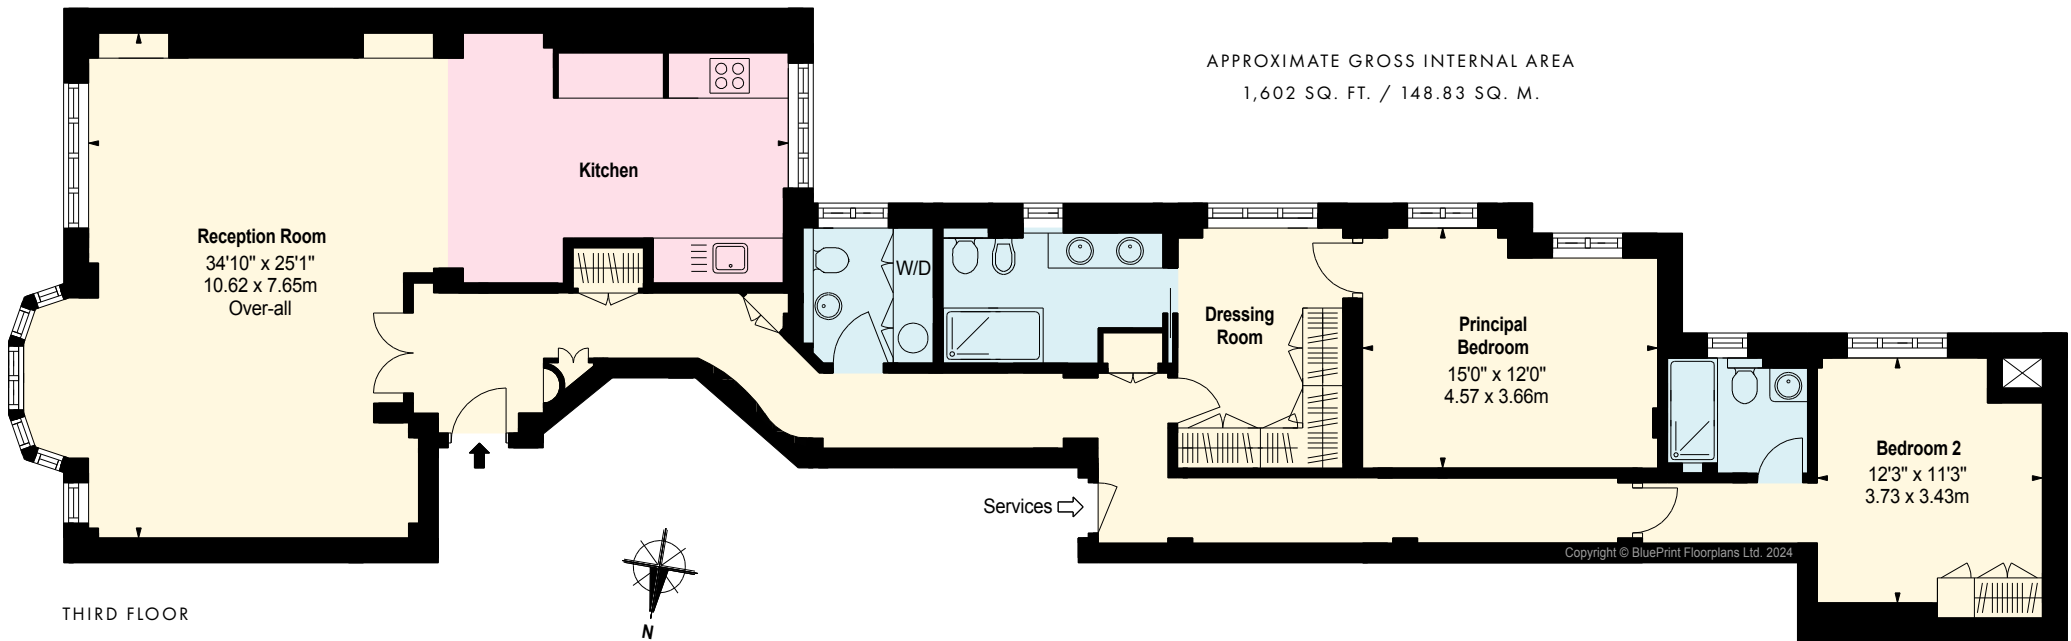 APPROXIMATE GROSS INTERNAL AREA
1,602 SQ. FT. / 148.83 SQ. M.
Kitchen
Reception Room
34'10" x 25'1"
10.62 x 7.65m
Over-all
W/D
Dressing
Room
Principal
Bedroom
15'0" x 12'0"
4.57 x 3.66m
Bedroom 2
12'3" x 11'3"
3.73 x 3.43m
Services
Copyright © BluePrint Floorplans Ltd. 2024
THIRD FLOOR
N